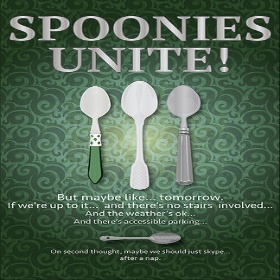 SPOONIES
UNITE!
But maybe like... tomorrow.
If we're up to it... and there's no stairs involved...
And the weather's ok...
And there's accessible parking...
On second thought, maybe we should just skype..
after a nap.